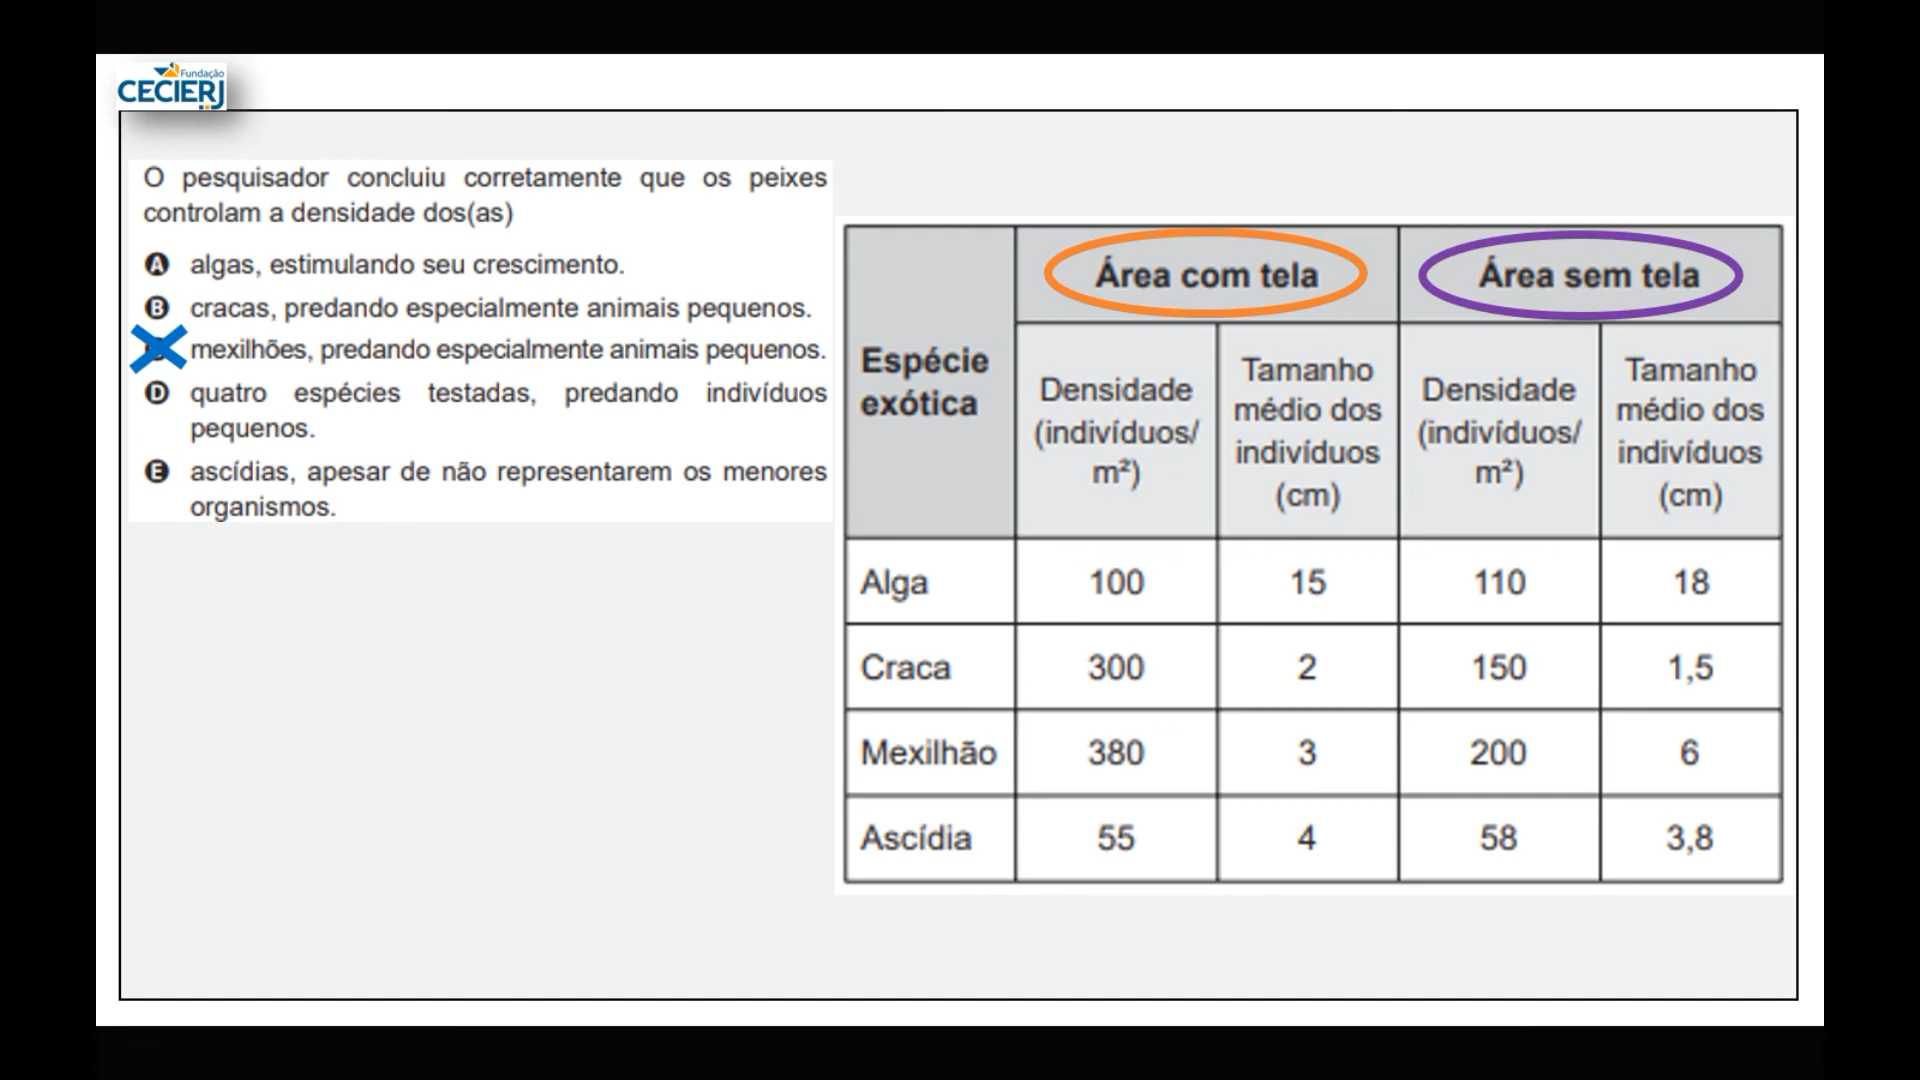 Fundação
CECIERJ
O pesquisador concluiu corretamente que os peixes
controlam a densidade dos(as)
A algas, estimulando seu crescimento.
B cracas, predando especialmente animais pequenos.
mexilhões, predando especialmente animais pequenos.
D quatro espécies testadas, predando indivíduos
pequenos.
E ascídias, apesar de não representarem os menores
organismos.
Espécie
exótica
Área com tela
Área sem tela
Densidade
(indivíduos/
m²)
Tamanho
médio dos
indivíduos
(cm)
Densidade
(indivíduos/
m²)
Tamanho
médio dos
indivíduos
(cm)
Alga 100 15 110 18
Craca 300 2 150 1,5
Mexilhão 380 3 200 6
Ascídia 55 4 58 3,8